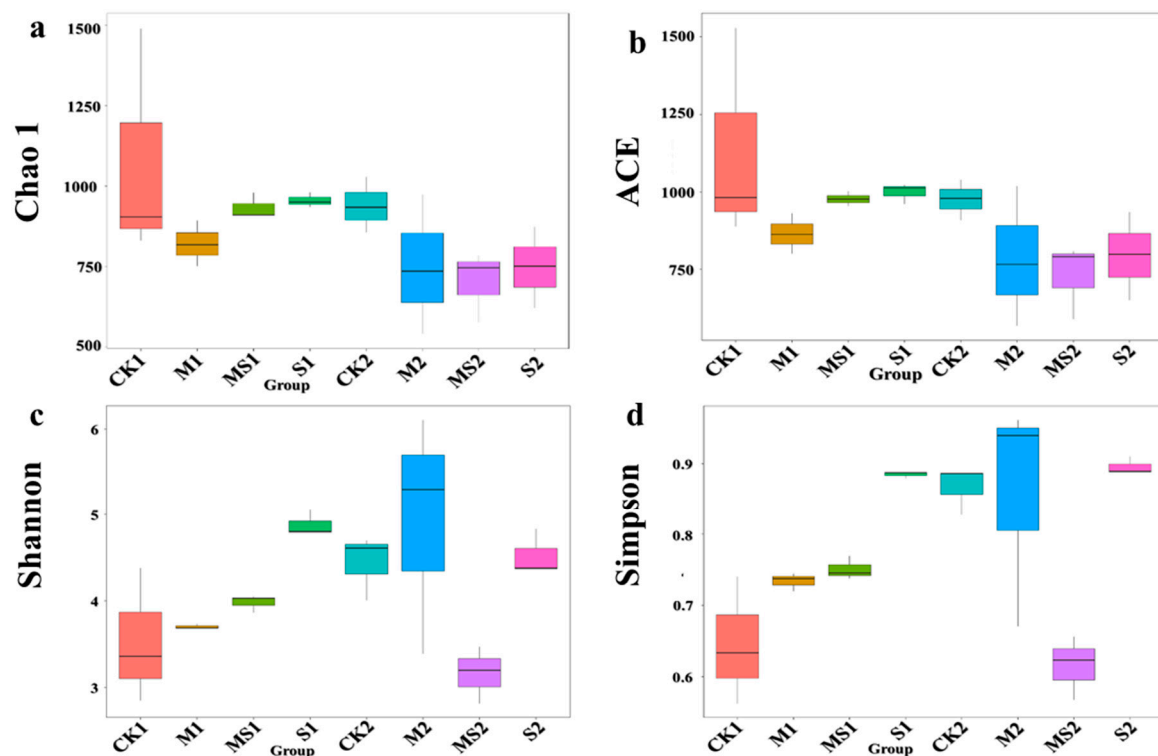 a
Chao 1
1500
1250
1000
750
500
CK1 M1 MS1 S1 CK2 M2 MS2 S2
Group
b
ACE
1500
1250
1000
750
CK1 M1 MS1 S1 CK2 M2 MS2 S2
Group
c
Shannon
6
5
4
3
CK1 M1 MS1 S1 CK2 M2 MS2 S2
Group
d
Simpson
0.9
0.8
0.7
0.6
CK1 M1 MS1 S1 CK2 M2 MS2 S2
Group